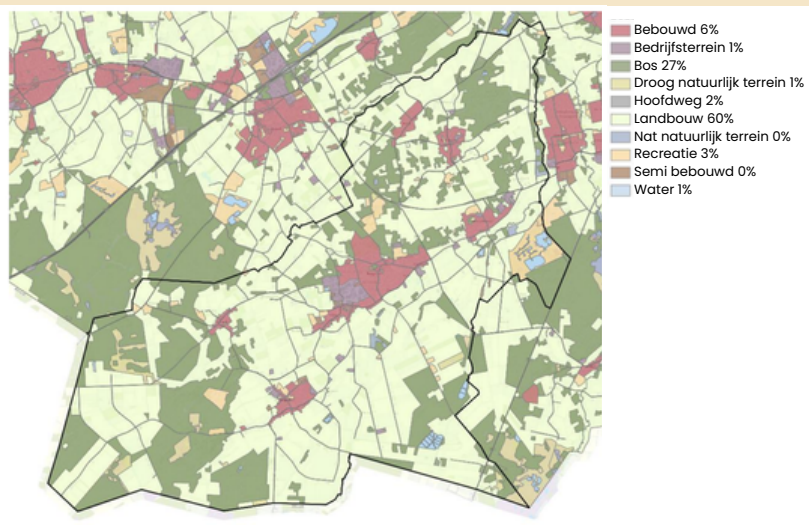 Bebouwd 6%
Bedrijfsterrein 1%
Bos 27%
Droog natuurlijk terrein 1%
Hoofdweg 2%
Landbouw 60%
Nat natuurlijk terrein 0%
Recreatie 3%
Semi bebouwd 0%
Water 1%